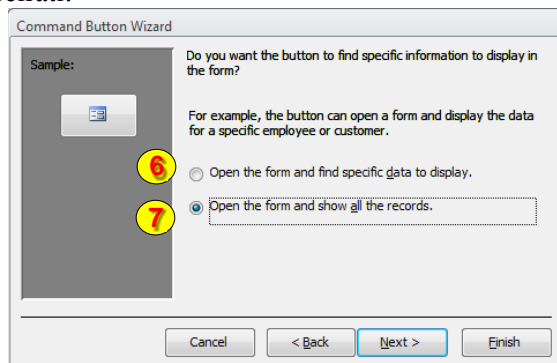 Command Button Wizard
Sample:
Do you want the button to find specific information to display in
the form?
For example, the button can open a form and display the data
for a specific employee or customer.
6 Open the form and find specific data to display.
7 Open the form and show all the records.
Cancel < Back Next > Finish